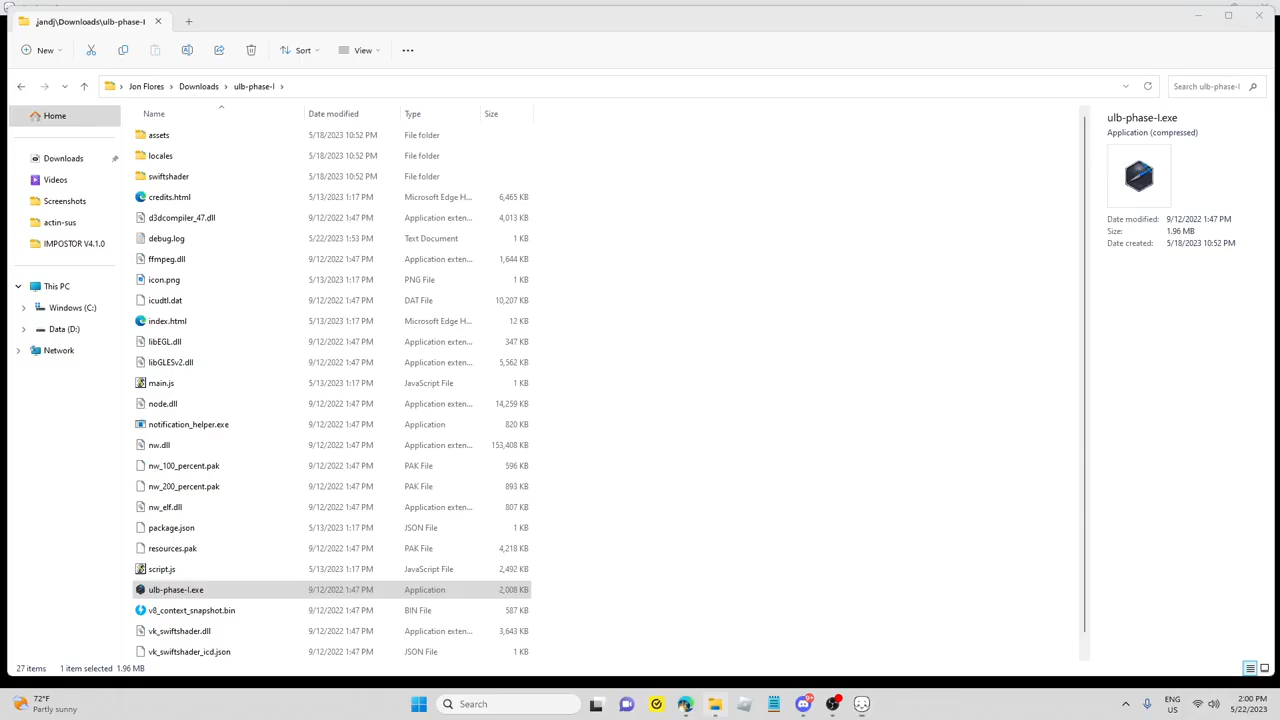 jandj\Downloads\ulb-phase-l
New
Sort
View
Jon Flores
Downloads
ulb-phase-l
Search ulb-phase-l
Name
Date modified
Type
Size
Home
Downloads
Videos
Screenshots
actin-sus
IMPOSTOR V4.1.0
This PC
Windows (C:)
Data (D:)
Network
assets 5/18/2023 10:52 PM File folder
locales 5/18/2023 10:52 PM File folder
swiftshader 5/18/2023 10:52 PM File folder
credits.html 5/13/2023 1:17 PM Microsoft Edge H... 6,465 KB
d3dcompiler_47.dll 9/12/2022 1:47 PM Application exten... 4,013 KB
debug.log 5/22/2023 1:53 PM Text Document 1 KB
ffmpeg.dll 9/12/2022 1:47 PM Application exten... 1,644 KB
icon.png 5/13/2023 1:17 PM PNG File 1 KB
icudtl.dat 9/12/2022 1:47 PM DAT File 10,207 KB
index.html 5/13/2023 1:17 PM Microsoft Edge H... 12 KB
libEGL.dll 9/12/2022 1:47 PM Application exten... 347 KB
libGLESv2.dll 9/12/2022 1:47 PM Application exten... 5,562 KB
main.js 5/13/2023 1:17 PM JavaScript File 1 KB
node.dll 9/12/2022 1:47 PM Application exten... 14,259 KB
notification_helper.exe 9/12/2022 1:47 PM Application 820 KB
nw.dll 9/12/2022 1:47 PM Application exten... 153,408 KB
nw_100_percent.pak 9/12/2022 1:47 PM PAK File 596 KB
nw_200_percent.pak 9/12/2022 1:47 PM PAK File 893 KB
nw_elf.dll 9/12/2022 1:47 PM Application exten... 807 KB
package.json 5/13/2023 1:17 PM JSON File 1 KB
resources.pak 9/12/2022 1:47 PM PAK File 4,218 KB
script.js 5/13/2023 1:17 PM JavaScript File 2,492 KB
ulb-phase-l.exe 9/12/2022 1:47 PM Application 2,008 KB
v8_context_snapshot.bin 9/12/2022 1:47 PM BIN File 587 KB
vk_swiftshader.dll 9/12/2022 1:47 PM Application exten... 3,643 KB
vk_swiftshader_icd.json 9/12/2022 1:47 PM JSON File 1 KB
ulb-phase-l.exe
Application (compressed)
Date modified: 9/12/2022 1:47 PM
Size: 1.96 MB
Date created: 5/18/2023 10:52 PM
27 items 1 item selected 1.96 MB
72°F
Partly sunny
Search
9+
ENG
US
2:00 PM
5/22/2023